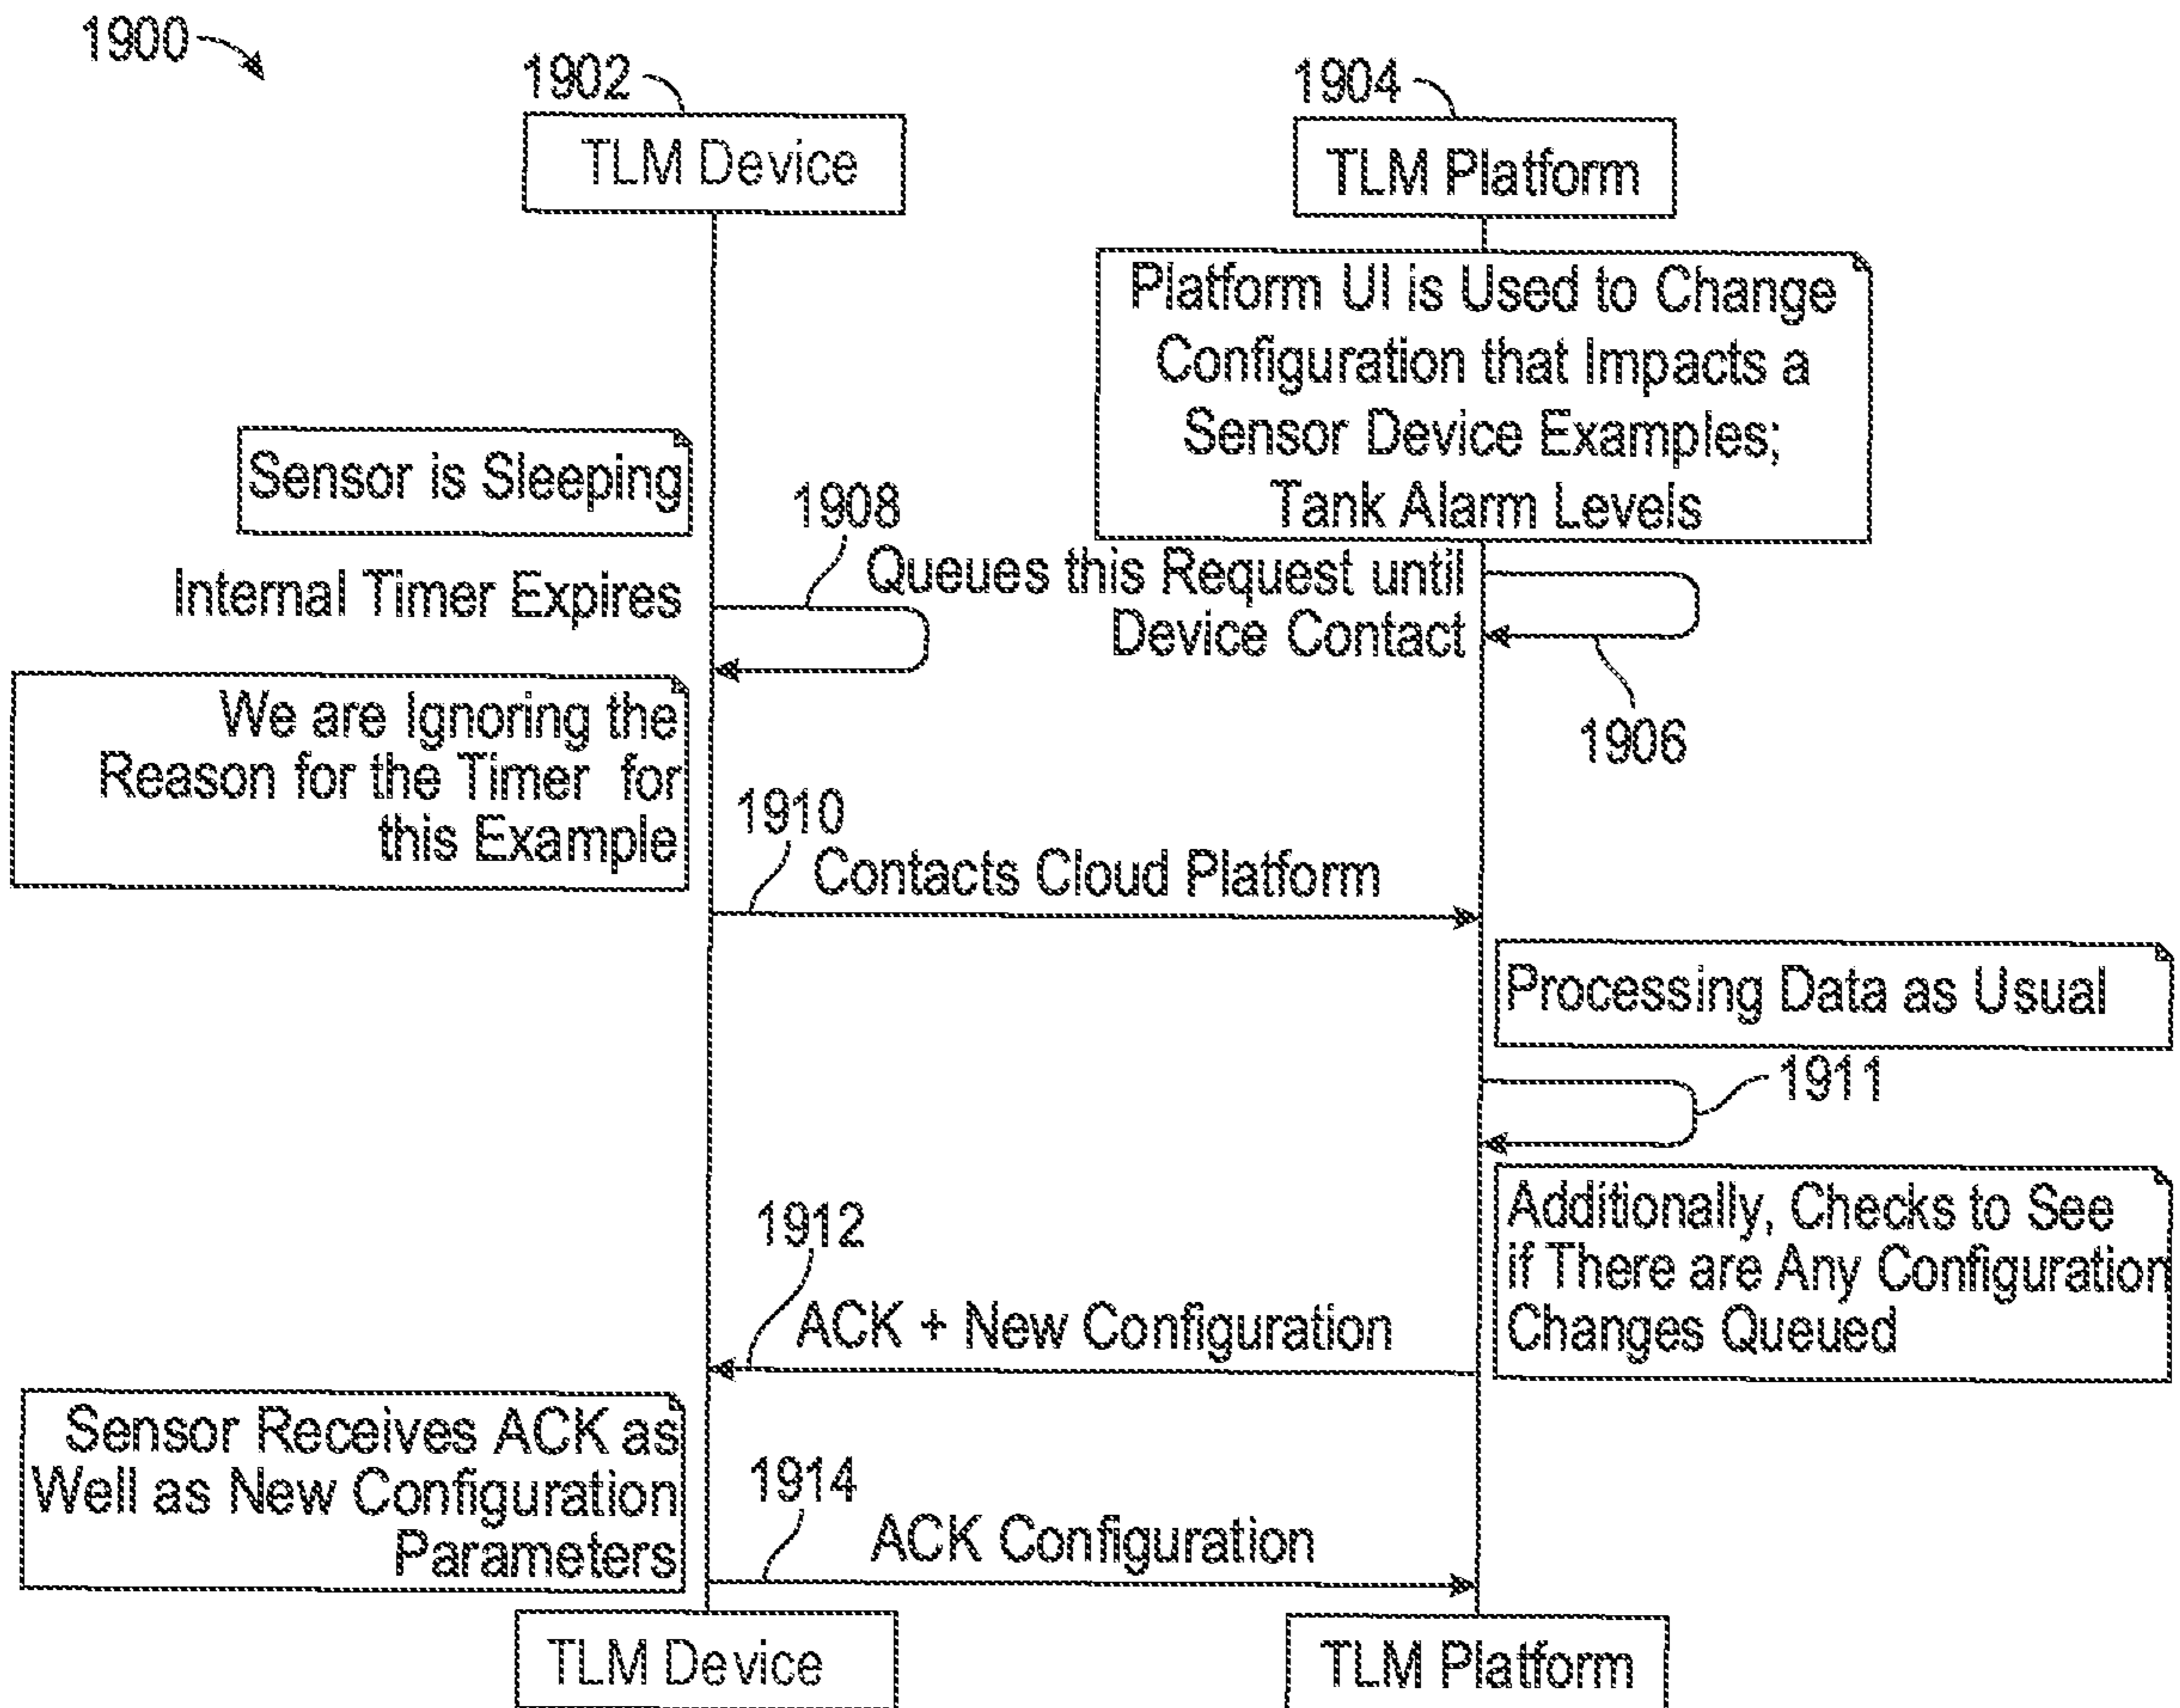 1900
1902
1904
TLM Device
TLM Platform
Platform UI is Used to Change
Configuration that Impacts a
Sensor Device Examples;
Tank Alarm Levels
Sensor is Sleeping
1908
Queues this Request until
Device Contact
Internal Timer Expires
1906
We are Ignoring the
Reason for the Timer for
this Example
1910
Contacts Cloud Platform
Processing Data as Usual
1911
Additionally, Checks to See
if There are Any Configuration
Changes Queued
1912
ACK + New Configuration
Sensor Receives ACK as
Well as New Configuration
Parameters
1914
ACK Configuration
TLM Device
TLM Platform